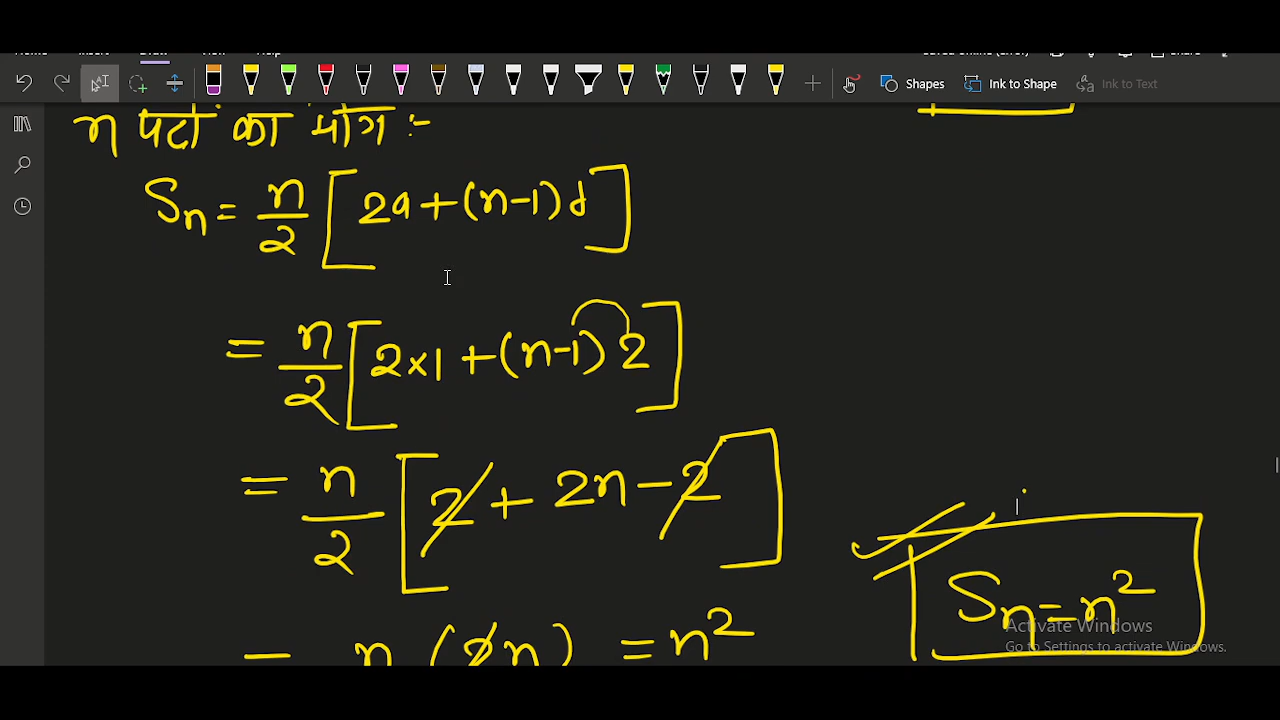 Shapes Ink to Shape Ink to Text
n पदों का योग :-
Sn = n/2 [2a + (n-1)d]
= n/2 [2×1 + (n-1)2]
= n/2 [2 + 2n - 2]
n (2n) = n²
Sn = n²
Activate Windows
Go to Settings to activate Windows.